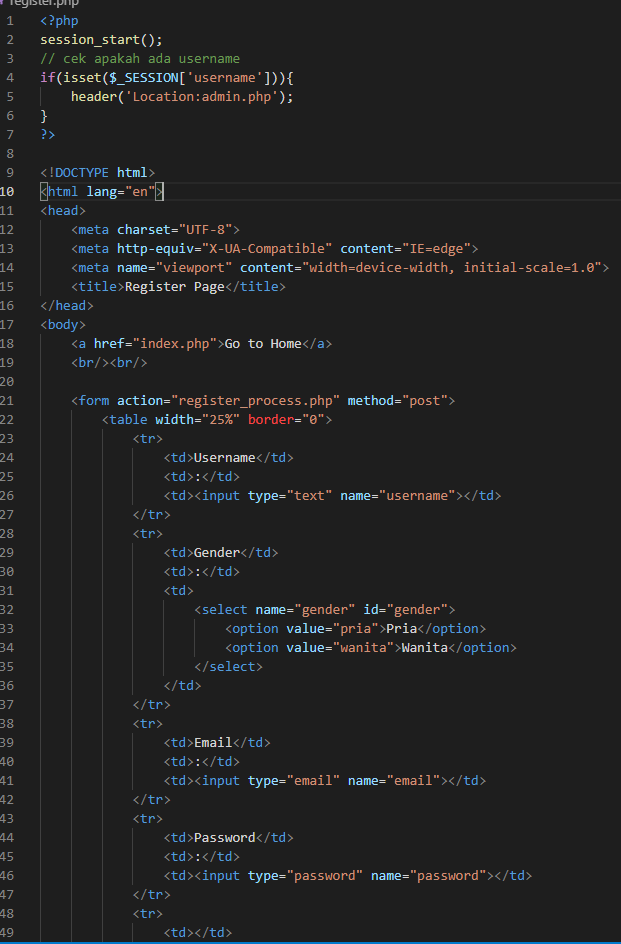 register.php
1 <?php
2 session_start();
3 // cek apakah ada username
4 if(isset($_SESSION['username'])){
5     header('Location:admin.php');
6 }
7 ?>
8
9 <!DOCTYPE html>
10 <html lang="en">
11 <head>
12     <meta charset="UTF-8">
13     <meta http-equiv="X-UA-Compatible" content="IE=edge">
14     <meta name="viewport" content="width=device-width, initial-scale=1.0">
15     <title>Register Page</title>
16 </head>
17 <body>
18     <a href="index.php">Go to Home</a>
19     <br/><br/>
20
21     <form action="register_process.php" method="post">
22         <table width="25%" border="0">
23             <tr>
24                 <td>Username</td>
25                 <td>:</td>
26                 <td><input type="text" name="username"></td>
27             </tr>
28             <tr>
29                 <td>Gender</td>
30                 <td>:</td>
31                 <td>
32                     <select name="gender" id="gender">
33                         <option value="pria">Pria</option>
34                         <option value="wanita">Wanita</option>
35                     </select>
36                 </td>
37             </tr>
38             <tr>
39                 <td>Email</td>
40                 <td>:</td>
41                 <td><input type="email" name="email"></td>
42             </tr>
43             <tr>
44                 <td>Password</td>
45                 <td>:</td>
46                 <td><input type="password" name="password"></td>
47             </tr>
48             <tr>
49                 <td></td>